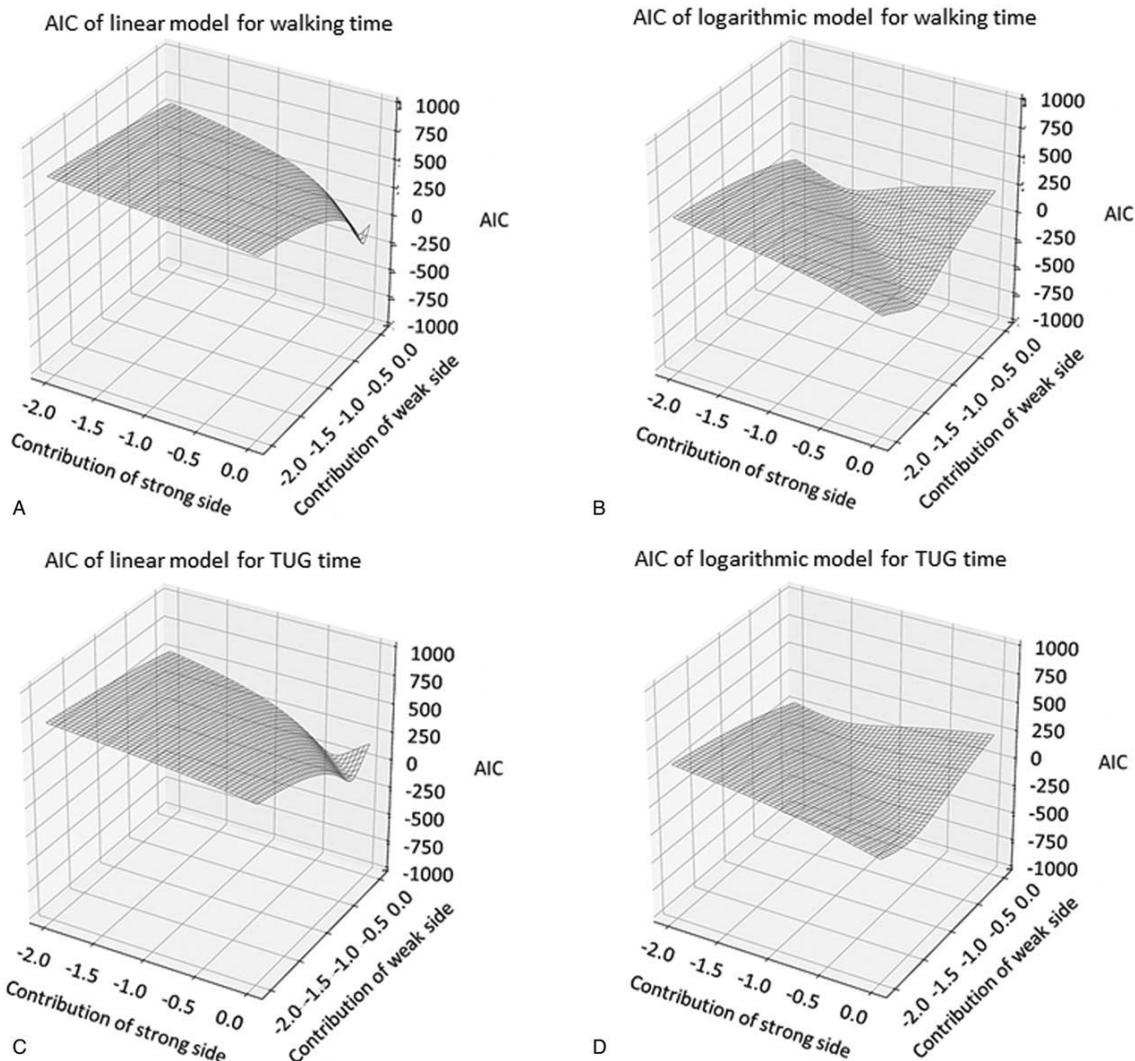 AIC of linear model for walking time
1000
750
500
250
0
-250
-500
-750
-1000
AIC
-2.0 -1.5 -1.0 -0.5 0.0
Contribution of strong side
-2.0 -1.5 -1.0 -0.5 0.0
Contribution of weak side
A
AIC of logarithmic model for walking time
1000
750
500
250
0
-250
-500
-750
-1000
AIC
-2.0 -1.5 -1.0 -0.5 0.0
Contribution of strong side
-2.0 -1.5 -1.0 -0.5 0.0
Contribution of weak side
B
AIC of linear model for TUG time
1000
750
500
250
0
-250
-500
-750
-1000
AIC
-2.0 -1.5 -1.0 -0.5 0.0
Contribution of strong side
-2.0 -1.5 -1.0 -0.5 0.0
Contribution of weak side
C
AIC of logarithmic model for TUG time
1000
750
500
250
0
-250
-500
-750
-1000
AIC
-2.0 -1.5 -1.0 -0.5 0.0
Contribution of strong side
-2.0 -1.5 -1.0 -0.5 0.0
Contribution of weak side
D